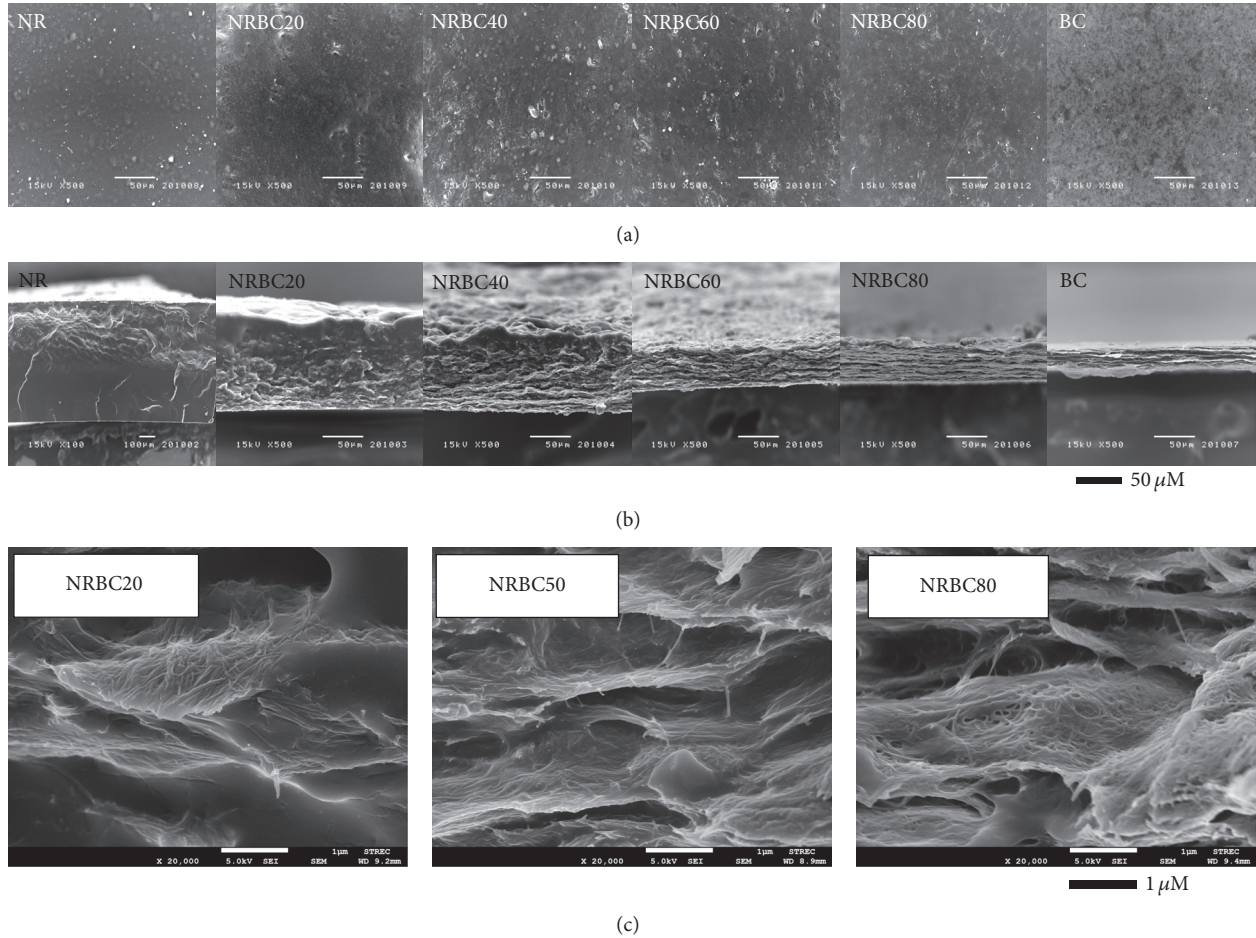 NR NRBC20 NRBC40 NRBC60 NRBC80 BC
15kV X500 50μm 201008 15kV X500 50μm 201009 15kV X500 50μm 201010 15kV X500 50μm 201011 15kV X500 50μm 201012 15kV X500 50μm 201013
(a)
NR NRBC20 NRBC40 NRBC60 NRBC80 BC
15kV X100 100μm 201002 15kV X500 50μm 201003 15kV X500 50μm 201004 15kV X500 50μm 201005 15kV X500 50μm 201006 15kV X500 50μm 201007
50 μM
(b)
NRBC20 NRBC50 NRBC80
1μm STREC 1μm STREC 1μm STREC
X 20,000 5.0kV SEI SEM WD 9.2mm X 20,000 5.0kV SEI SEM WD 8.9mm X 20,000 5.0kV SEI SEM WD 9.4mm
1 μM
(c)